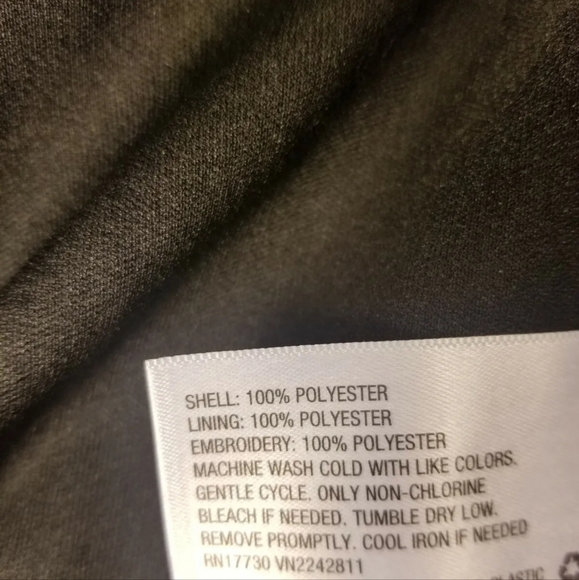 SHELL: 100% POLYESTER
LINING: 100% POLYESTER
EMBROIDERY: 100% POLYESTER
MACHINE WASH COLD WITH LIKE COLORS.
GENTLE CYCLE. ONLY NON-CHLORINE
BLEACH IF NEEDED. TUMBLE DRY LOW.
REMOVE PROMPTLY. COOL IRON IF NEEDED
RN17730 VN2242811
PLASTIC